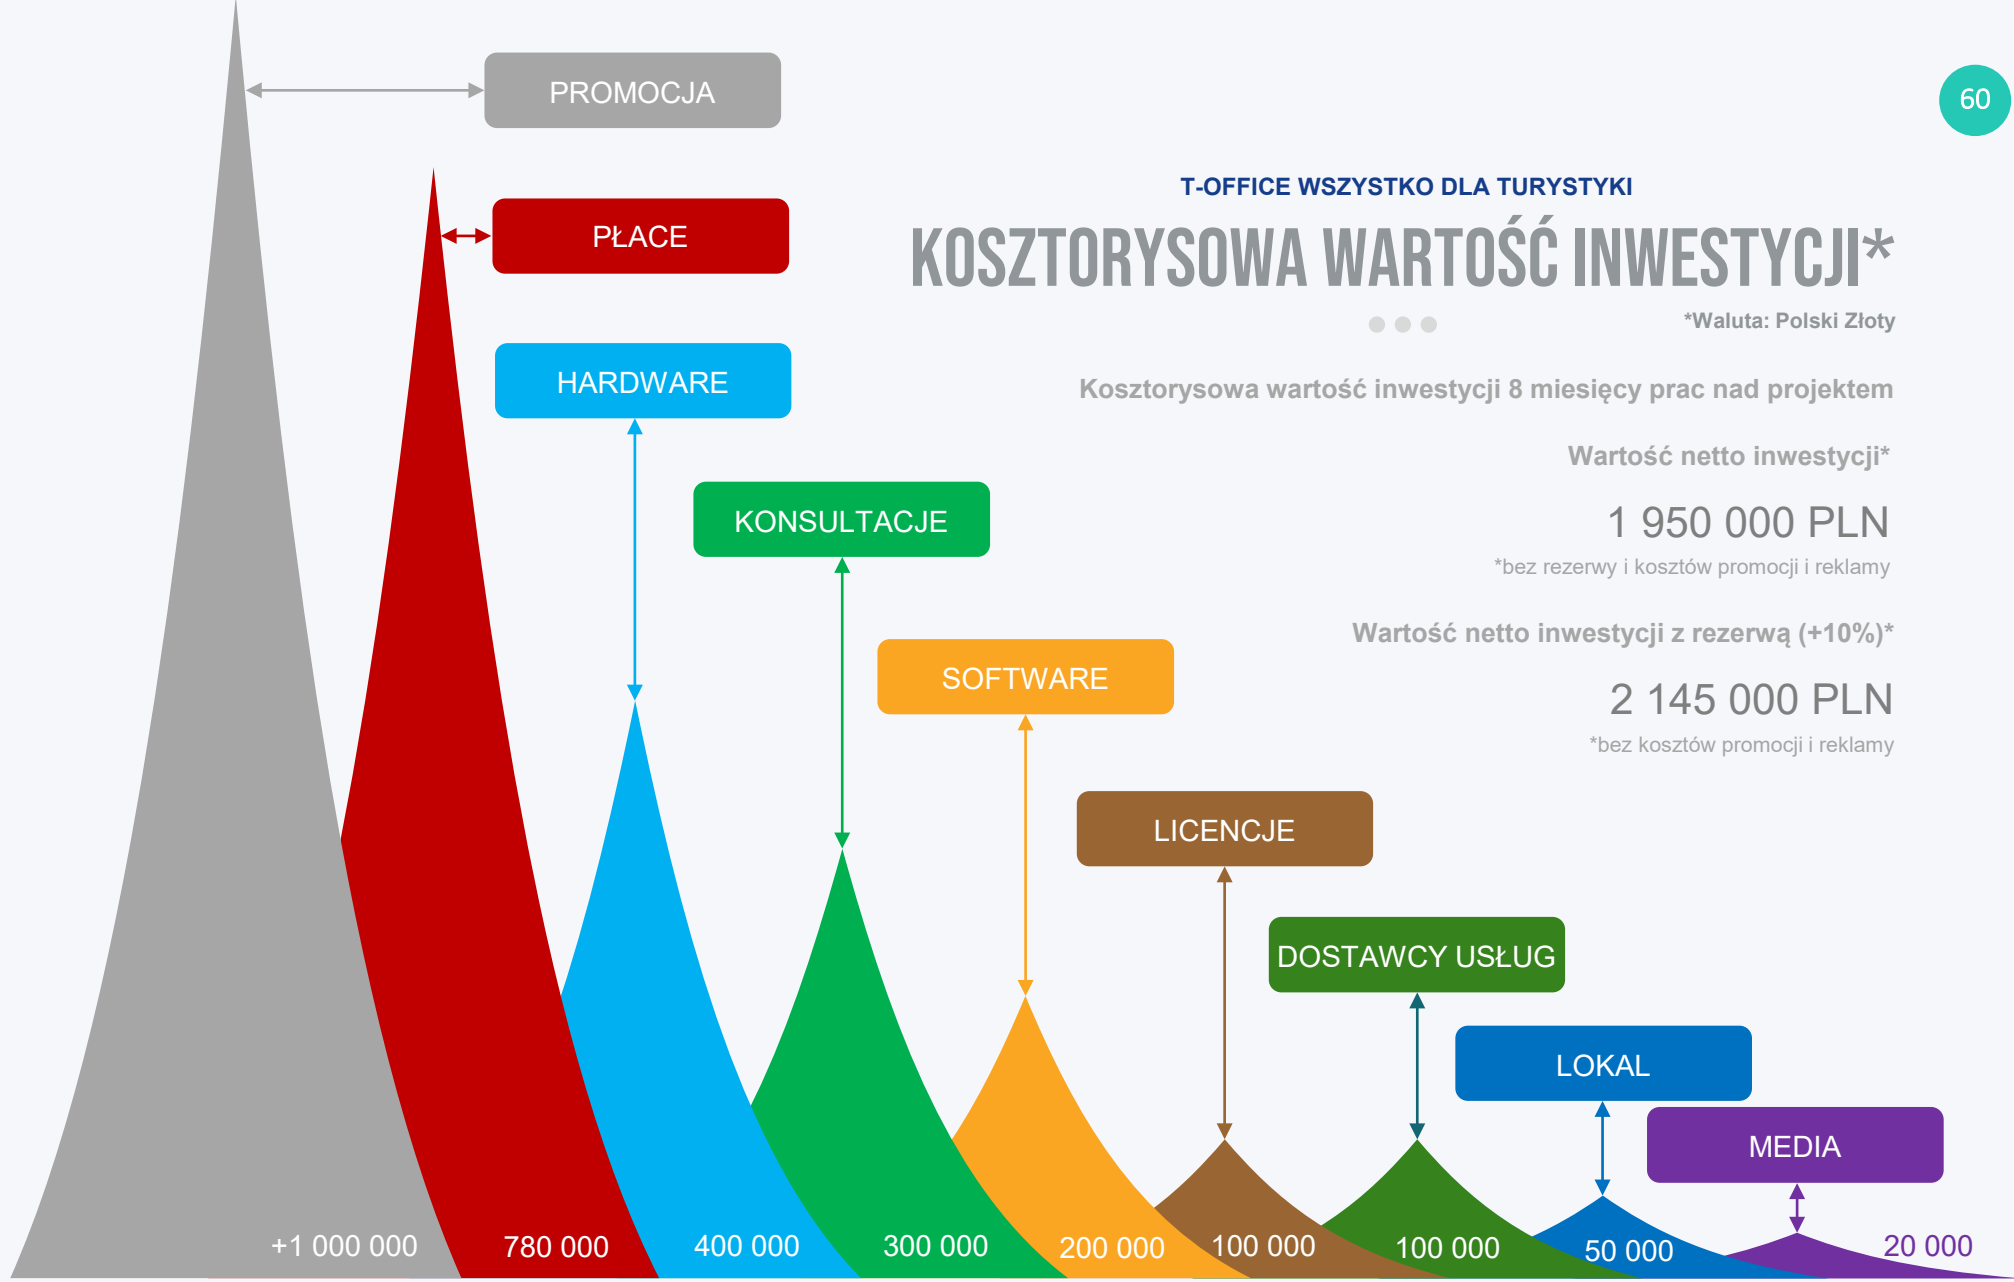 PROMOCJA
60
T-OFFICE WSZYSTKO DLA TURYSTYKI
PŁACE
KOSZTORYSOWA WARTOŚĆ INWESTYCJI*
*Waluta: Polski Złoty
HARDWARE
Kosztorysowa wartość inwestycji 8 miesięcy prac nad projektem
Wartość netto inwestycji*
KONSULTACJE
1 950 000 PLN
*bez rezerwy i kosztów promocji i reklamy
Wartość netto inwestycji z rezerwą (+10%)*
SOFTWARE
2 145 000 PLN
*bez kosztów promocji i reklamy
LICENCJE
DOSTAWCY USŁUG
LOKAL
MEDIA
+1 000 000
780 000
400 000
300 000
200 000
100 000
100 000
50 000
20 000